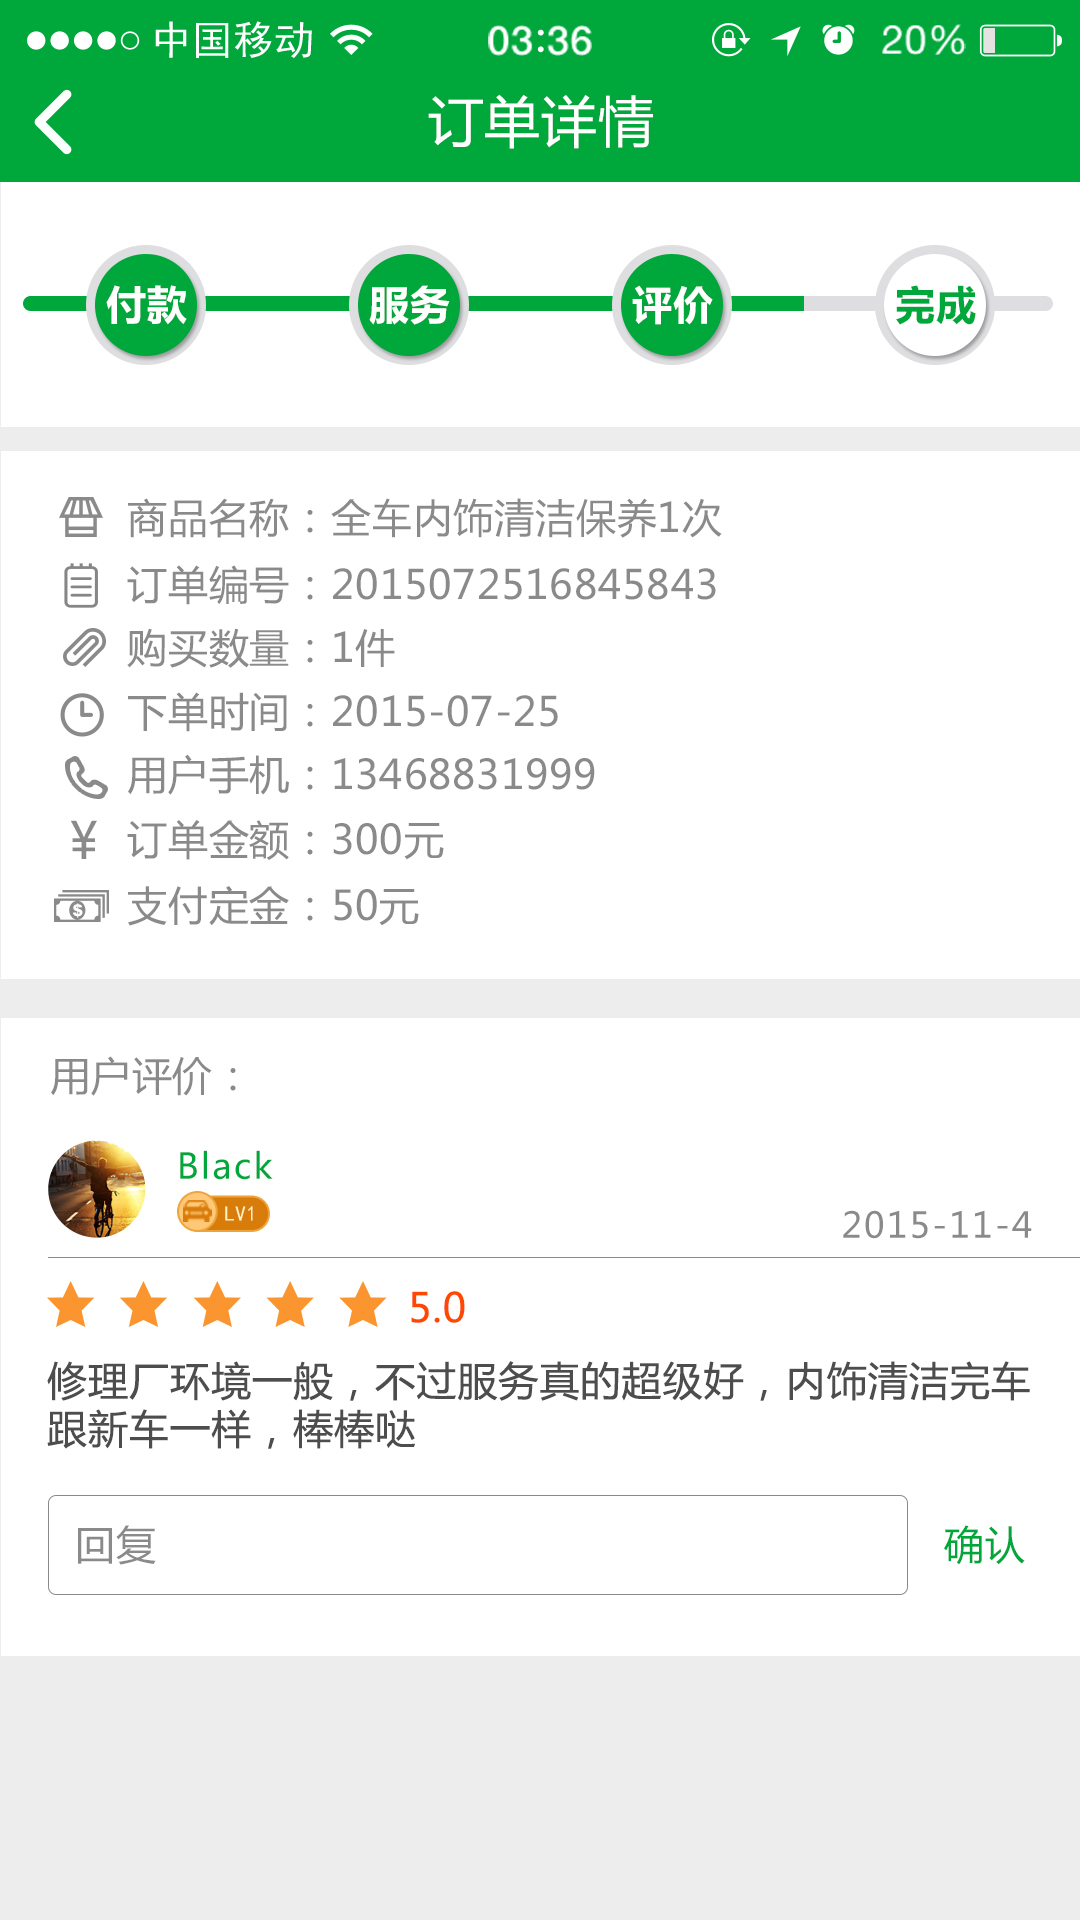 中国移动 03:36 20%
订单详情
付款 服务 评价 完成
商品名称：全车内饰清洁保养1次
订单编号：2015072516845843
购买数量：1件
下单时间：2015-07-25
用户手机：13468831999
¥ 订单金额：300元
支付定金：50元
用户评价：
Black
LV1
2015-11-4
5.0
修理厂环境一般，不过服务真的超级好，内饰清洁完车
跟新车一样，棒棒哒
回复 确认